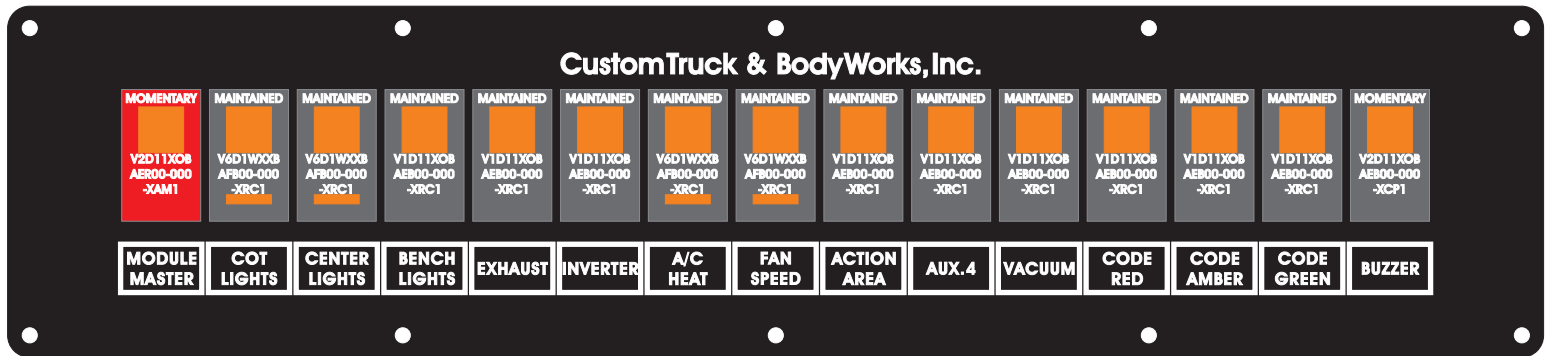 CustomTruck & BodyWorks, Inc.
MOMENTARY MAINTAINED MAINTAINED MAINTAINED MAINTAINED MAINTAINED MAINTAINED MAINTAINED MAINTAINED MAINTAINED MAINTAINED MAINTAINED MAINTAINED MAINTAINED MOMENTARY
V2D11XOB V6D1WXXB V6D1WXXB V1D11XOB V1D11XOB V1D11XOB V6D1WXXB V6D1WXXB V1D11XOB V1D11XOB V1D11XOB V1D11XOB V1D11XOB V1D11XOB V2D11XOB
AER00-000 AFB00-000 AFB00-000 AEB00-000 AEB00-000 AEB00-000 AFB00-000 AFB00-000 AEB00-000 AEB00-000 AEB00-000 AEB00-000 AEB00-000 AEB00-000 AEB00-000
-XAM1 -XRC1 -XRC1 -XRC1 -XRC1 -XRC1 -XRC1 -XRC1 -XRC1 -XRC1 -XRC1 -XRC1 -XRC1 -XRC1 -XCP1
MODULE MASTER
COT LIGHTS
CENTER LIGHTS
BENCH LIGHTS
EXHAUST
INVERTER
A/C HEAT
FAN SPEED
ACTION AREA
AUX.4
VACUUM
CODE RED
CODE AMBER
CODE GREEN
BUZZER